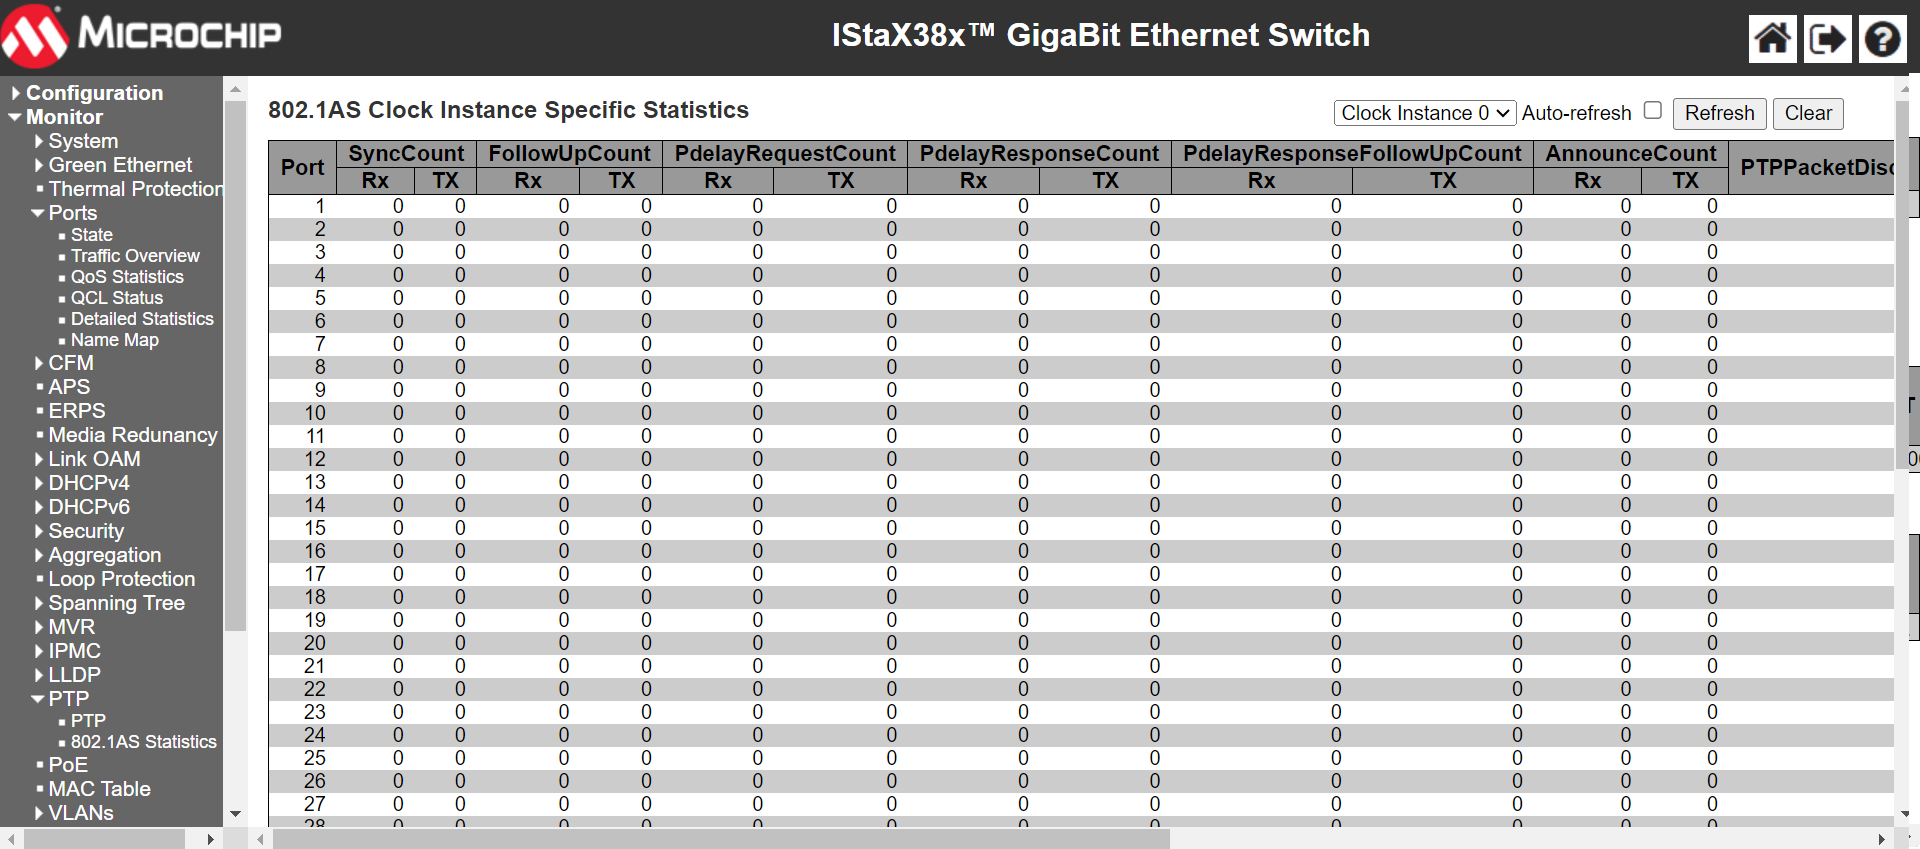 MICROCHIP
IStaX38x™ GigaBit Ethernet Switch
Configuration
Monitor
System
Green Ethernet
Thermal Protection
Ports
State
Traffic Overview
QoS Statistics
QCL Status
Detailed Statistics
Name Map
CFM
APS
ERPS
Media Redunancy
Link OAM
DHCPv4
DHCPv6
Security
Aggregation
Loop Protection
Spanning Tree
MVR
IPMC
LLDP
PTP
PTP
802.1AS Statistics
PoE
MAC Table
VLANs
802.1AS Clock Instance Specific Statistics
Clock Instance 0 Auto-refresh Refresh Clear
Port SyncCount FollowUpCount PdelayRequestCount PdelayResponseCount PdelayResponseFollowUpCount AnnounceCount PTPPacketDisc
Rx TX Rx TX Rx TX Rx TX Rx TX Rx TX
1 0 0 0 0 0 0 0 0 0 0 0 0
2 0 0 0 0 0 0 0 0 0 0 0 0
3 0 0 0 0 0 0 0 0 0 0 0 0
4 0 0 0 0 0 0 0 0 0 0 0 0
5 0 0 0 0 0 0 0 0 0 0 0 0
6 0 0 0 0 0 0 0 0 0 0 0 0
7 0 0 0 0 0 0 0 0 0 0 0 0
8 0 0 0 0 0 0 0 0 0 0 0 0
9 0 0 0 0 0 0 0 0 0 0 0 0
10 0 0 0 0 0 0 0 0 0 0 0 0
11 0 0 0 0 0 0 0 0 0 0 0 0
12 0 0 0 0 0 0 0 0 0 0 0 0
13 0 0 0 0 0 0 0 0 0 0 0 0
14 0 0 0 0 0 0 0 0 0 0 0 0
15 0 0 0 0 0 0 0 0 0 0 0 0
16 0 0 0 0 0 0 0 0 0 0 0 0
17 0 0 0 0 0 0 0 0 0 0 0 0
18 0 0 0 0 0 0 0 0 0 0 0 0
19 0 0 0 0 0 0 0 0 0 0 0 0
20 0 0 0 0 0 0 0 0 0 0 0 0
21 0 0 0 0 0 0 0 0 0 0 0 0
22 0 0 0 0 0 0 0 0 0 0 0 0
23 0 0 0 0 0 0 0 0 0 0 0 0
24 0 0 0 0 0 0 0 0 0 0 0 0
25 0 0 0 0 0 0 0 0 0 0 0 0
26 0 0 0 0 0 0 0 0 0 0 0 0
27 0 0 0 0 0 0 0 0 0 0 0 0
28 0 0 0 0 0 0 0 0 0 0 0 0